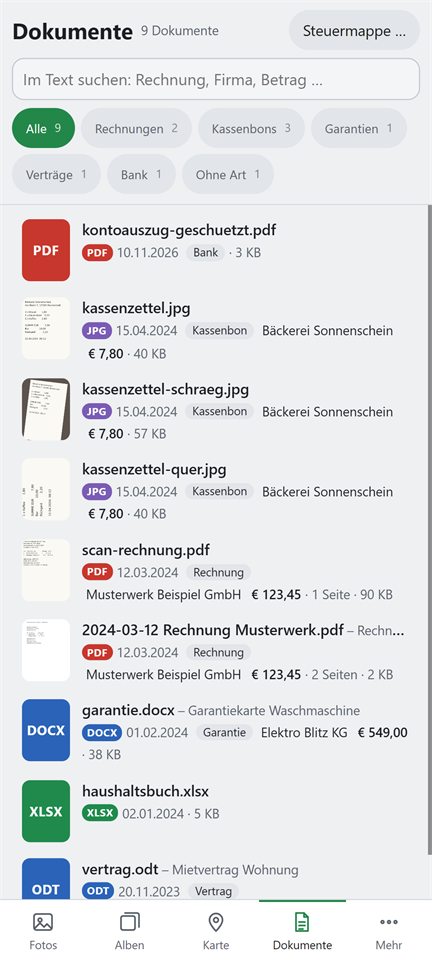 Dokumente 9 Dokumente Steuermappe ...
Im Text suchen: Rechnung, Firma, Betrag ...
Alle 9 Rechnungen 2 Kassenbons 3 Garantien 1
Verträge 1 Bank 1 Ohne Art 1
kontoauszug-geschuetzt.pdf
PDF PDF 10.11.2026 Bank · 3 KB
kassenzettel.jpg
JPG 15.04.2024 Kassenbon Bäckerei Sonnenschein
€ 7,80 · 40 KB
kassenzettel-schraeg.jpg
JPG 15.04.2024 Kassenbon Bäckerei Sonnenschein
€ 7,80 · 57 KB
kassenzettel-quer.jpg
JPG 15.04.2024 Kassenbon Bäckerei Sonnenschein
€ 7,80 · 40 KB
scan-rechnung.pdf
PDF 12.03.2024 Rechnung
Musterwerk Beispiel GmbH € 123,45 · 1 Seite · 90 KB
2024-03-12 Rechnung Musterwerk.pdf – Rechn...
PDF 12.03.2024 Rechnung
Musterwerk Beispiel GmbH € 123,45 · 2 Seiten · 2 KB
garantie.docx – Garantiekarte Waschmaschine
DOCX DOCX 01.02.2024 Garantie Elektro Blitz KG € 549,00
· 38 KB
haushaltsbuch.xlsx
XLSX XLSX 02.01.2024 · 5 KB
vertrag.odt – Mietvertrag Wohnung
ODT ODT 20.11.2023 Vertrag
Fotos Alben Karte Dokumente Mehr